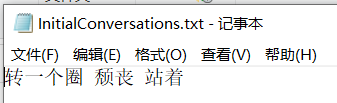 InitialConversations.txt - 记事本
文件(F) 编辑(E) 格式(O) 查看(V) 帮助(H)
转一个圈 颓丧 站着